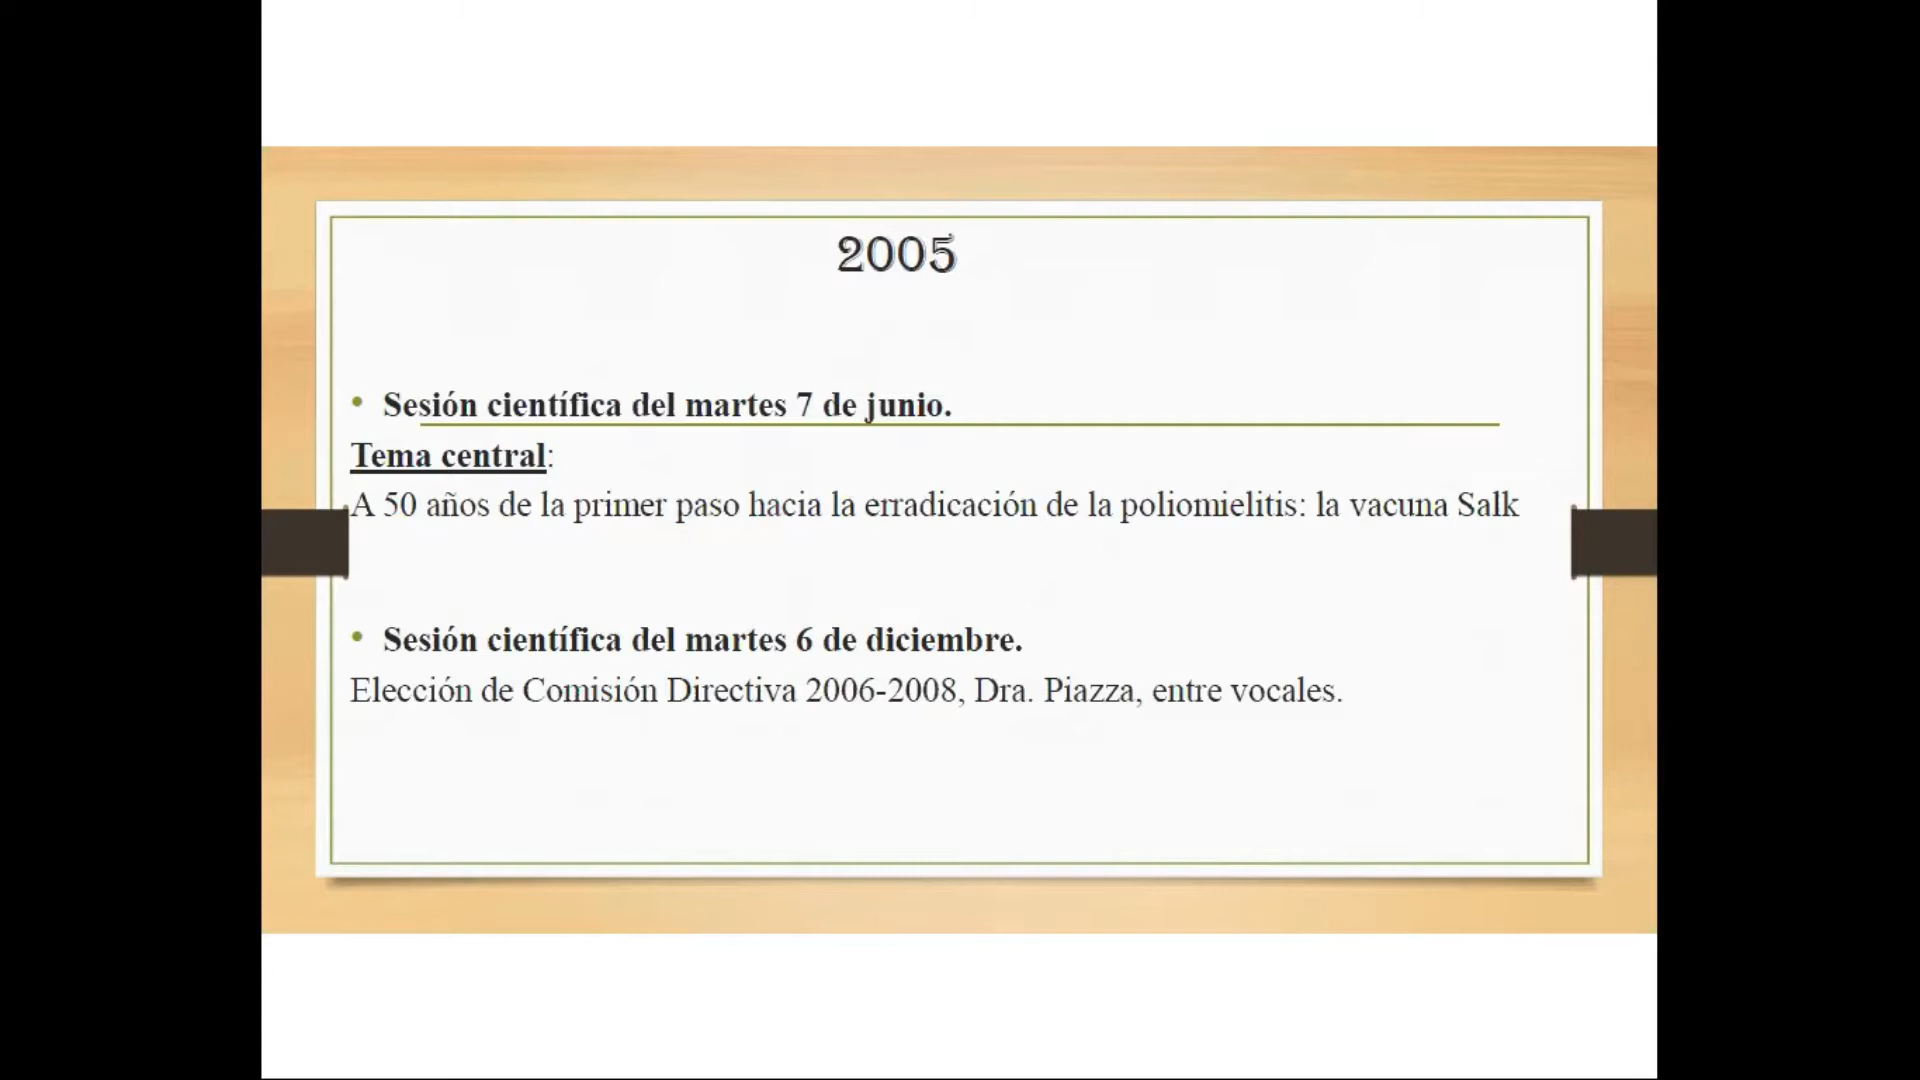 2005
• Sesión científica del martes 7 de junio.
Tema central:
A 50 años de la primer paso hacia la erradicación de la poliomielitis: la vacuna Salk
• Sesión científica del martes 6 de diciembre.
Elección de Comisión Directiva 2006-2008, Dra. Piazza, entre vocales.